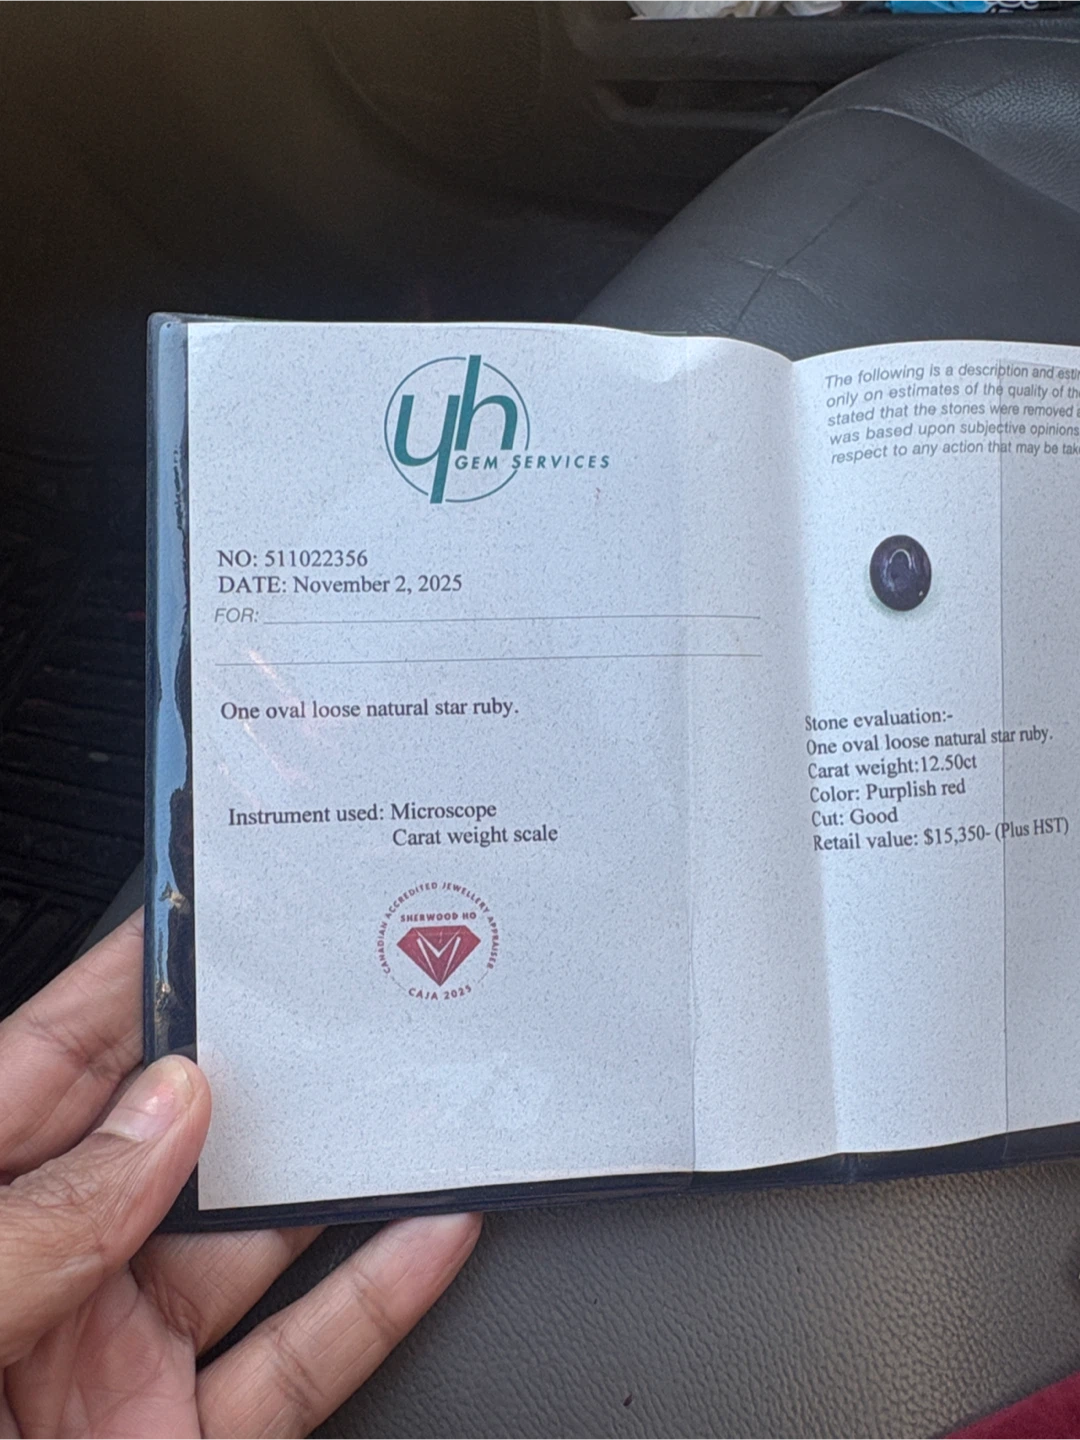 yh
GEM SERVICES
NO: 511022356
DATE: November 2, 2025
FOR:
One oval loose natural star ruby.
Instrument used: Microscope
Carat weight scale
CANADIAN ACCREDITED JEWELLERY APPRAISER
SHERWOOD HO
CAJA 2025
The following is a description and
only on estimates of the quality of
stated that the stones were removed
was based upon subjective opinions
respect to any action that may be
Stone evaluation:-
One oval loose natural star ruby.
Carat weight:12.50ct
Color: Purplish red
Cut: Good
Retail value: $15,350- (Plus HST)